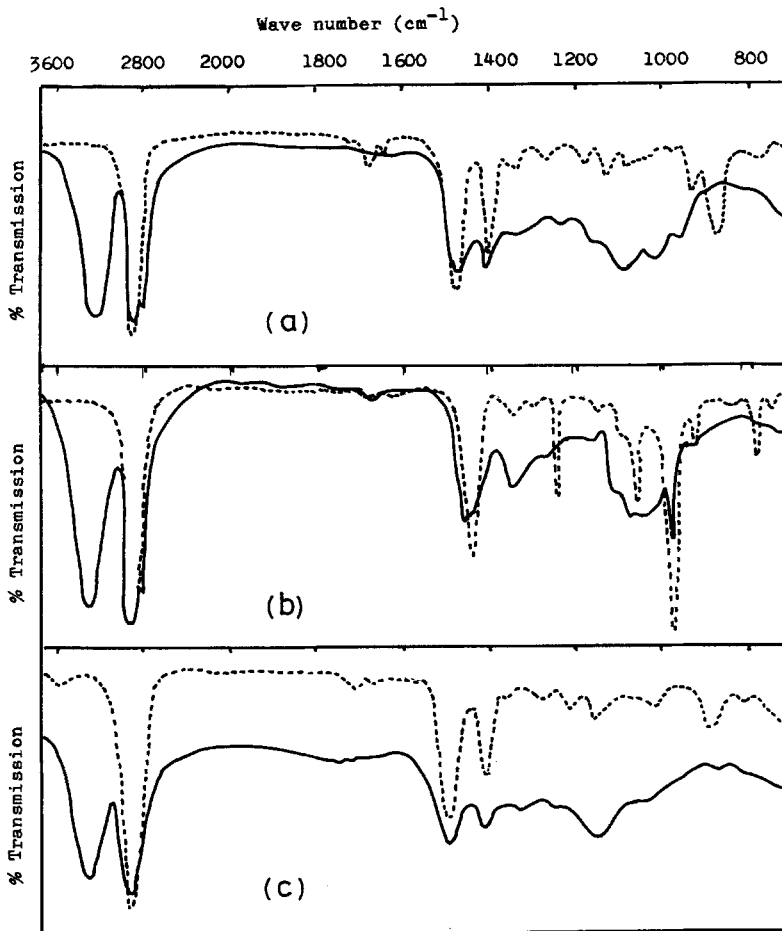 Wave number (cm-1)
3600 2800 2000 1800 1600 1400 1200 1000 800
% Transmission
(a)
% Transmission
(b)
% Transmission
(c)